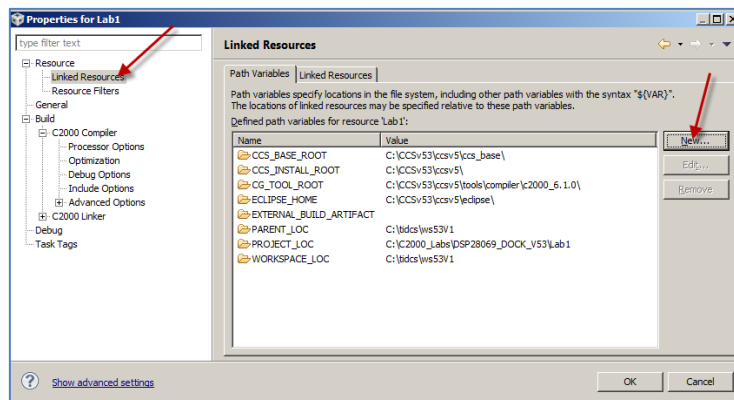 Properties for Lab1
type filter text
Resource
Linked Resources
Resource Filters
General
Build
C2000 Compiler
Processor Options
Optimization
Debug Options
Include Options
Advanced Options
C2000 Linker
Debug
Task Tags
Linked Resources
Path Variables Linked Resources
Path variables specify locations in the file system, including other path variables with the syntax "${VAR}".
The locations of linked resources may be specified relative to these path variables.
Defined path variables for resource 'Lab1':
Name Value
CCS_BASE_ROOT C:\CCSv53\ccsv5\ccs_base\
CCS_INSTALL_ROOT C:\CCSv53\ccsv5\
CG_TOOL_ROOT C:\CCSv53\ccsv5\tools\compiler\c2000_6.1.0\
ECLIPSE_HOME C:\CCSv53\ccsv5\eclipse\
EXTERNAL_BUILD_ARTIFACT
PARENT_LOC C:\tidcs\ws53V1
PROJECT_LOC C:\C2000_Labs\DSP28069_DOCK_V53\Lab1
WORKSPACE_LOC C:\tidcs\ws53V1
New...
Edit...
Remove
Show advanced settings
OK Cancel